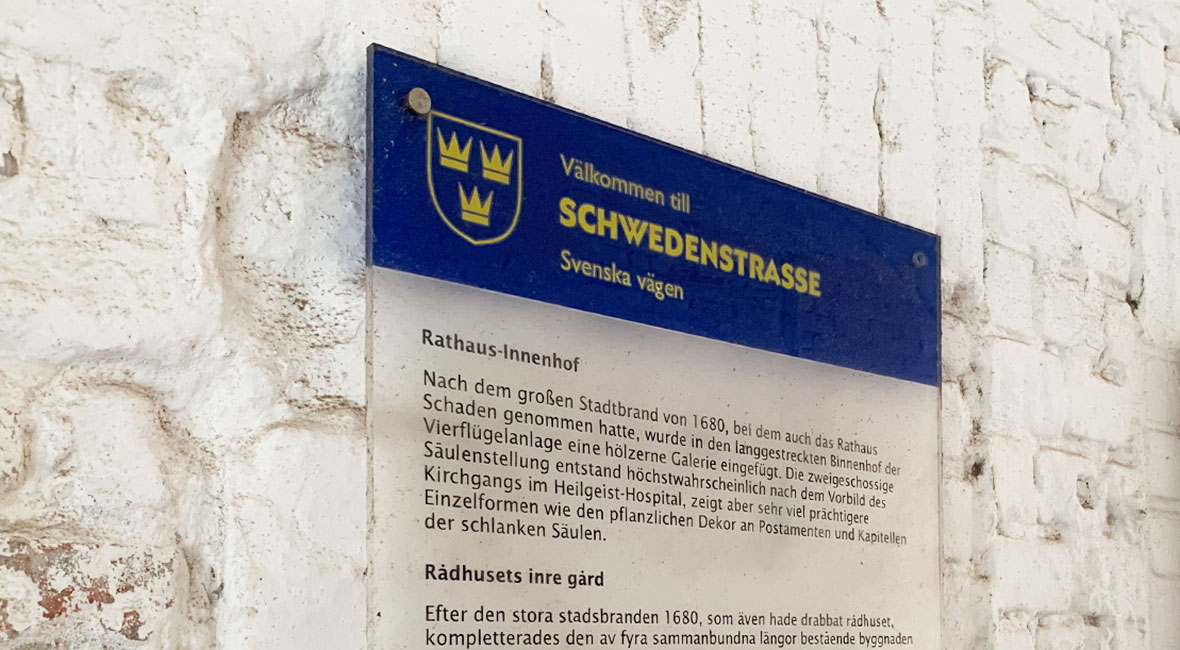 Välkommen till
SCHWEDENSTRASSE
Svenska vägen
Rathaus-Innenhof
Nach dem großen Stadtbrand von 1680, bei dem auch das Rathaus
Schaden genommen hatte, wurde in den langgestreckten Binnenhof der
Vierflügelanlage eine hölzerne Galerie eingefügt. Die zweigeschossige
Säulenstellung entstand höchstwahrscheinlich nach dem Vorbild des
Kirchgangs im Heilgeist-Hospital, zeigt aber sehr viel prächtigere
Einzelformen wie den pflanzlichen Dekor an Postamenten und Kapitellen
der schlanken Säulen.
Rådhusets inre gård
Efter den stora stadsbranden 1680, som även hade drabbat rådhuset,
kompletterades den av fyra sammanbundna längor bestående byggnaden